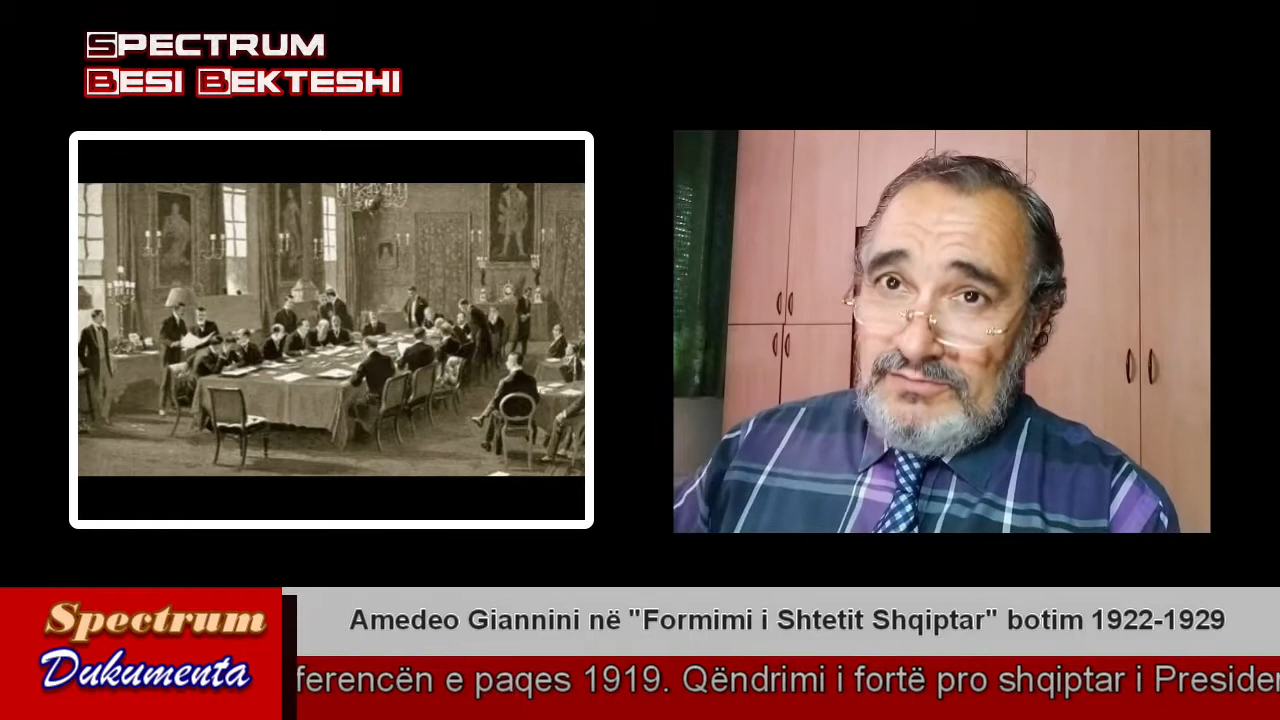 Spectrum
Besi Bekteshi
Spectrum
Dukumenta
Amedeo Giannini në "Formimi i Shtetit Shqiptar" botim 1922-1929
ferencën e paqes 1919. Qëndrimi i fortë pro shqiptar i Presiden